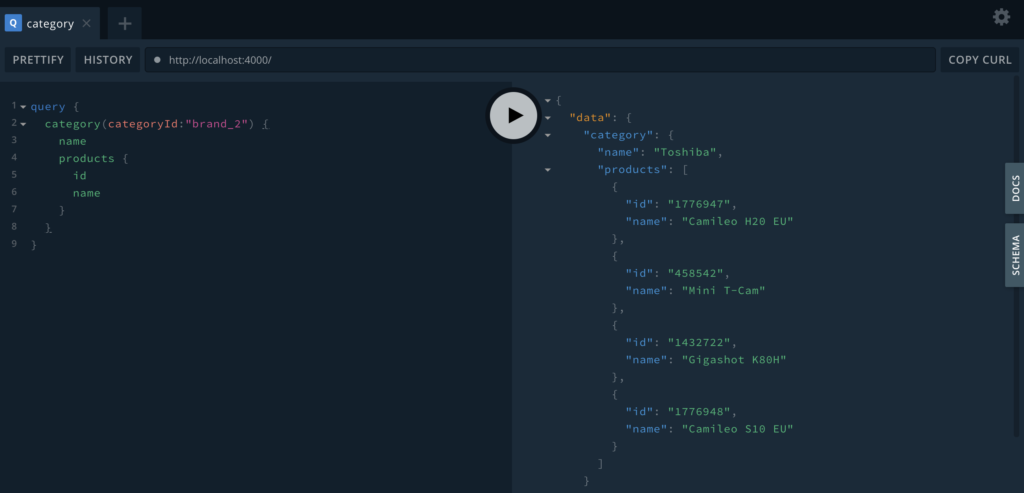 Q category ×
PRETTIFY HISTORY http://localhost:4000/ COPY CURL
1 query {
2 category(categoryId:"brand_2") {
3 name
4 products {
5 id
6 name
7 }
8 }
9 }
{
"data": {
"category": {
"name": "Toshiba",
"products": [
{
"id": "1776947",
"name": "Camileo H20 EU"
},
{
"id": "458542",
"name": "Mini T-Cam"
},
{
"id": "1432722",
"name": "Gigashot K80H"
},
{
"id": "1776948",
"name": "Camileo S10 EU"
}
]
}
DOCS
SCHEMA